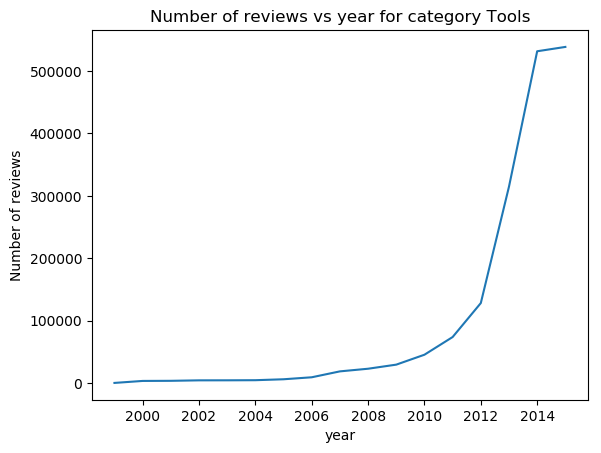 Number of reviews vs year for category Tools
Number of reviews
500000
400000
300000
200000
100000
0
2000 2002 2004 2006 2008 2010 2012 2014
year